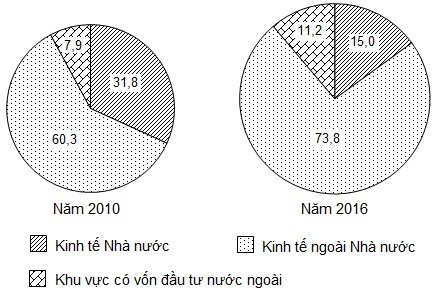 7,9
31,8
60,3
11,2
15,0
73,8
Năm 2010
Năm 2016
Kinh tế Nhà nước
Kinh tế ngoài Nhà nước
Khu vực có vốn đầu tư nước ngoài